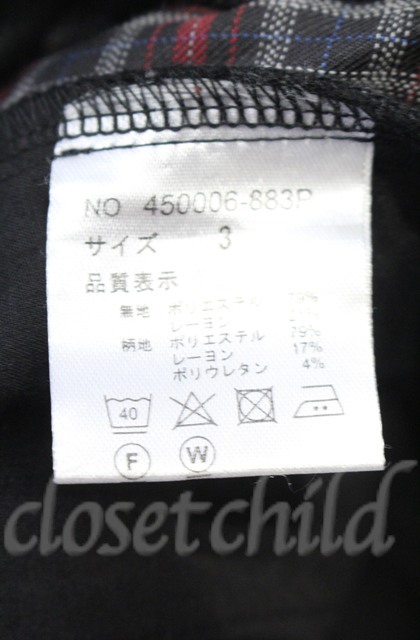 NO 450006-883P
サイズ 3
品質表示
無地 ポリエステル
レーヨン
柄地 ポリエステル 79%
レーヨン 17%
ポリウレタン 4%
40
F W
closet child